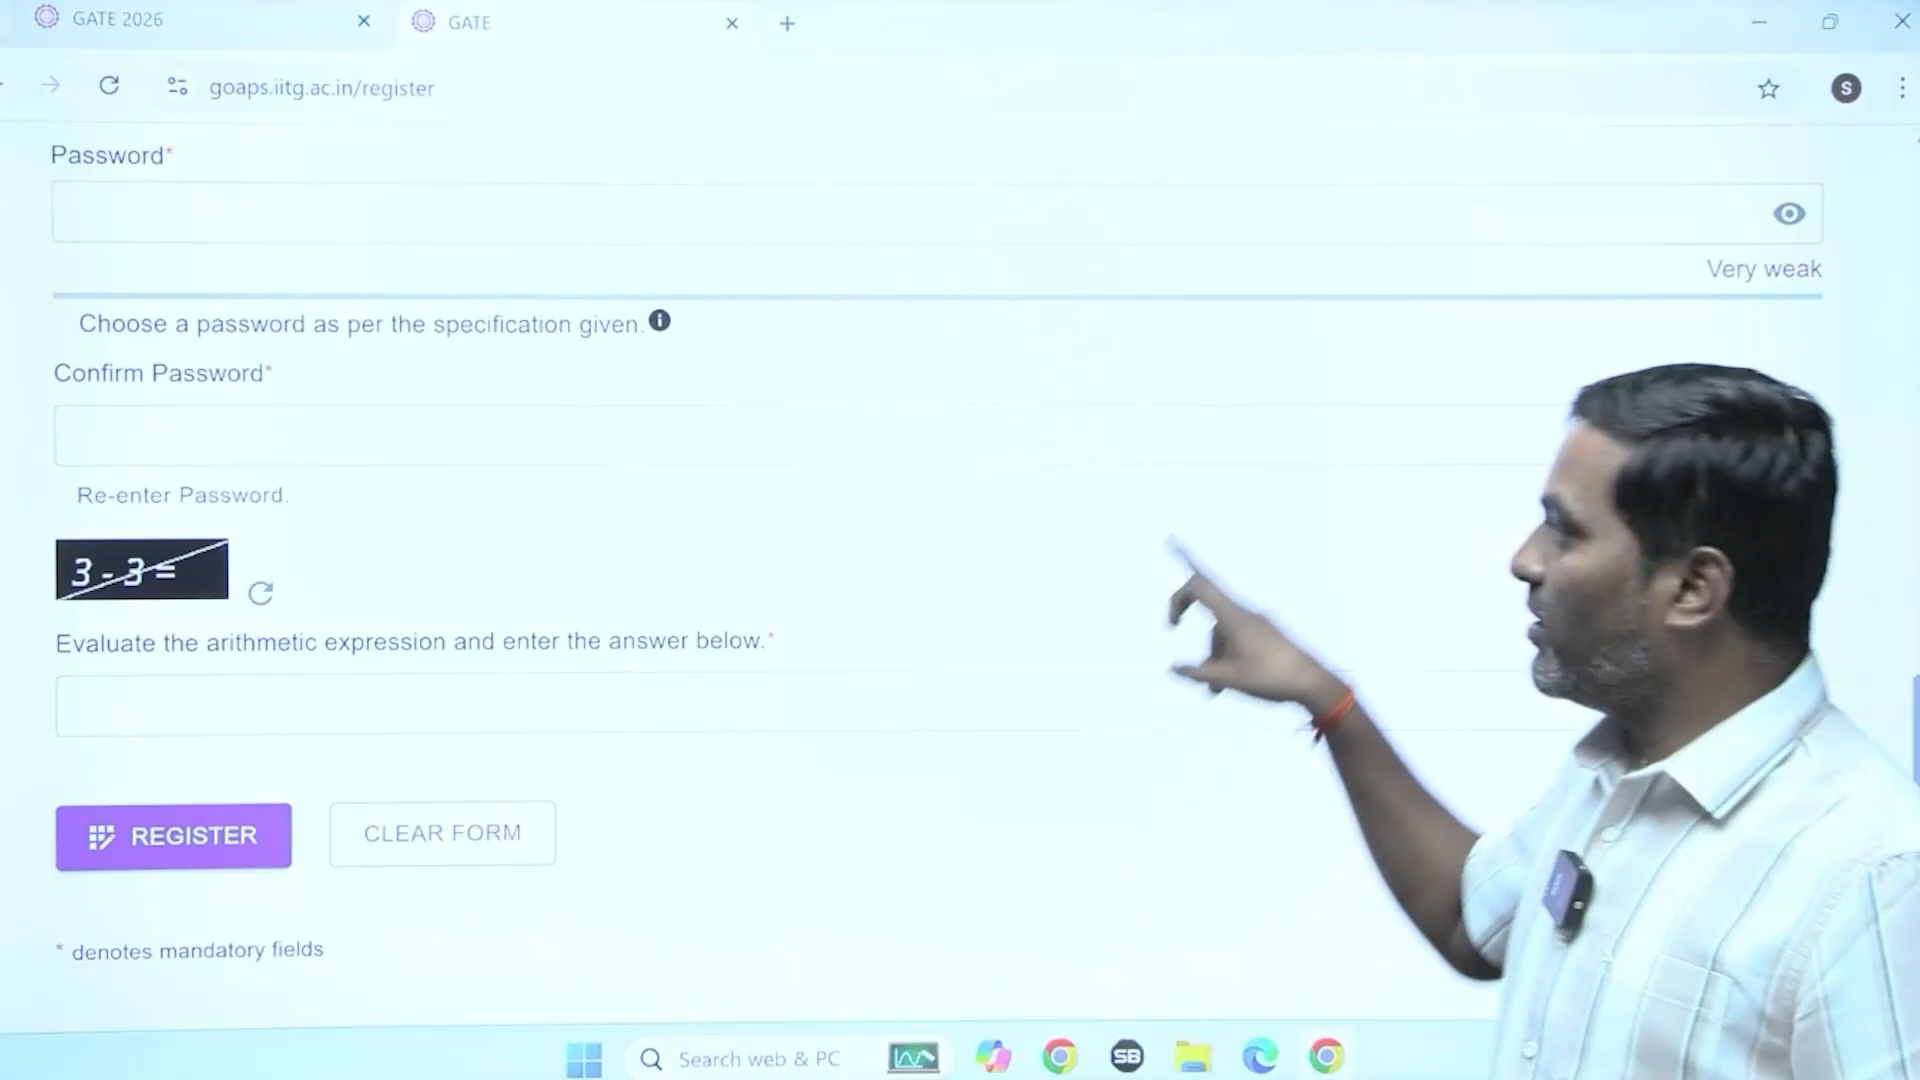 GATE 2026
GATE
goaps.iitg.ac.in/register
S
Password*
Very weak
Choose a password as per the specification given.
Confirm Password*
Re-enter Password.
3 - 3 =
Evaluate the arithmetic expression and enter the answer below.*
REGISTER
CLEAR FORM
* denotes mandatory fields
Search web & PC
SB